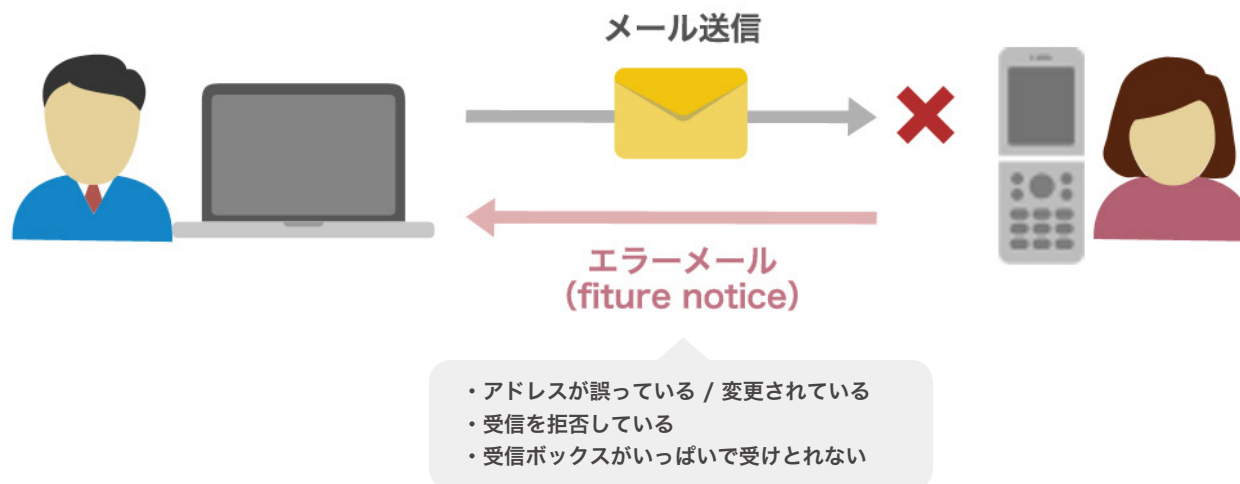 メール送信
エラーメール
（fiture notice）
・アドレスが誤っている / 変更されている
・受信を拒否している
・受信ボックスがいっぱいで受けとれない